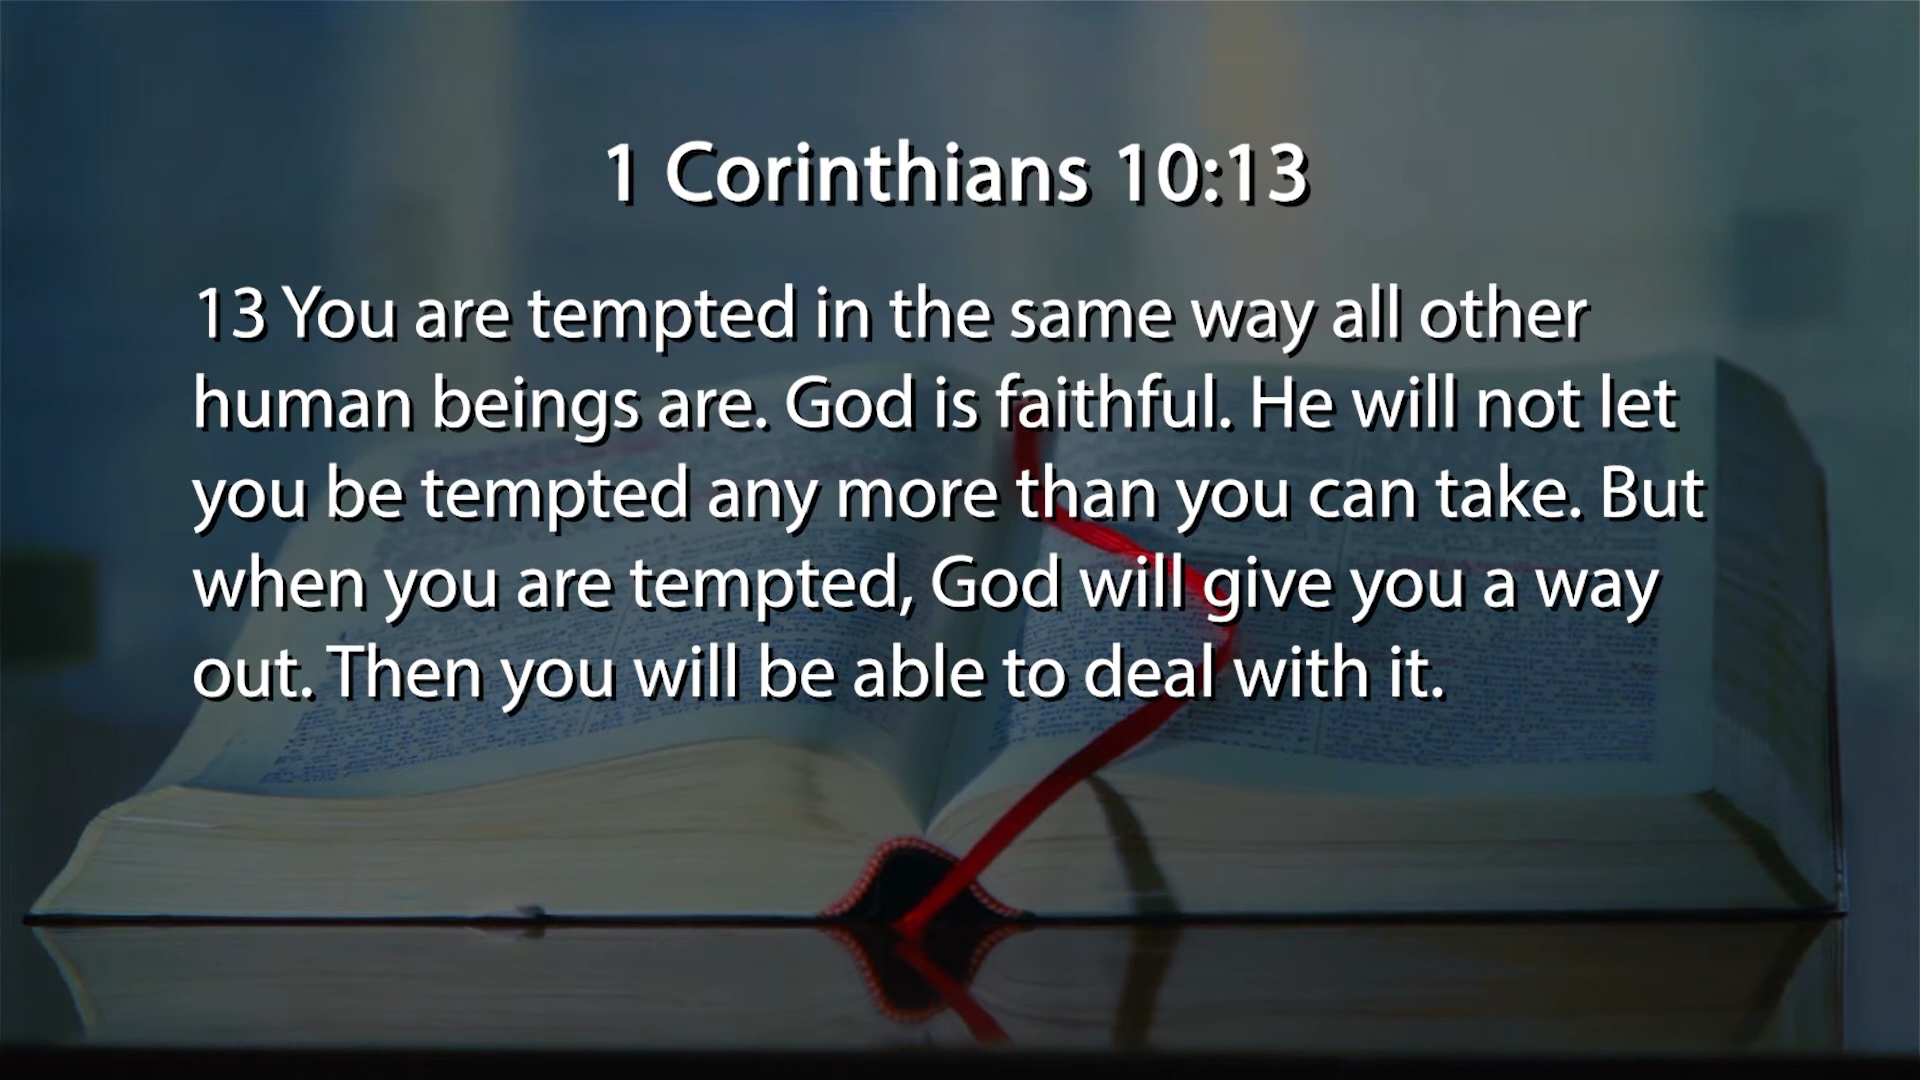 1 Corinthians 10:13
13 You are tempted in the same way all other
human beings are. God is faithful. He will not let
you be tempted any more than you can take. But
when you are tempted, God will give you a way
out. Then you will be able to deal with it.